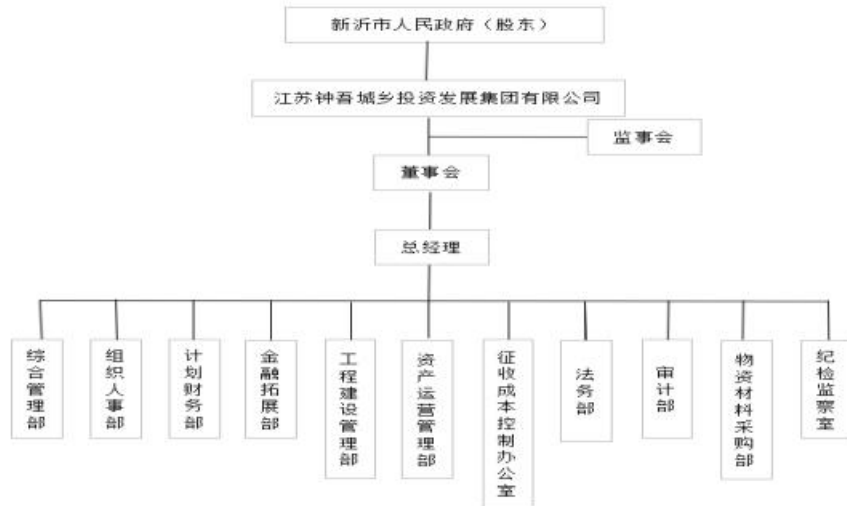 新沂市人民政府（股东）
江苏钟吾城乡投资发展集团有限公司
监事会
董事会
总经理
综合管理部
组织人事部
计划财务部
金融拓展部
工程建设管理部
资产运营管理部
征收成本控制办公室
法务部
审计部
物资材料采购部
纪检监察室